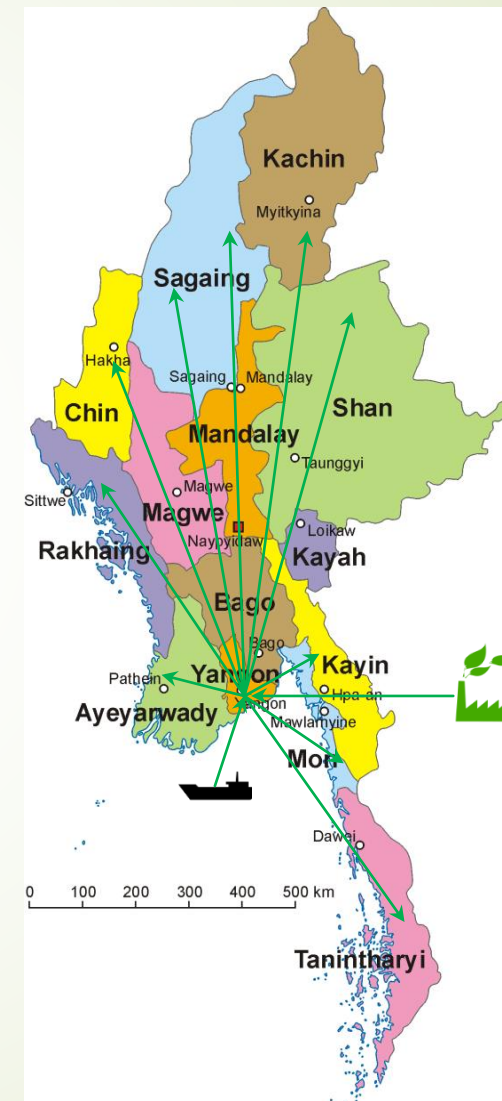 Kachin
Myitkyina
Sagaing
Hakha
Sagaing
Mandalay
Chin
Shan
Mandalay
Taunggyi
Magwe
Sittwe
Magwe
Loikaw
Naypyidaw
Rakhaing
Kayah
Bago
Bago
Kayin
Yangon
Pathein
Hpa-an
Yangon
Ayeyarwady
Mawlamyine
Mon
Dawei
0 100 200 300 400 500 km
Tanintharyi